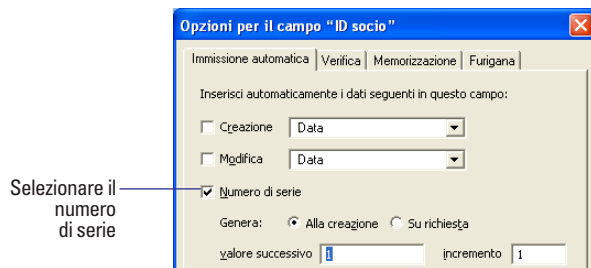 Opzioni per il campo “ID socio”
Immissione automatica Verifica Memorizzazione Furigana
Inserisci automaticamente i dati seguenti in questo campo:
Creazione Data
Modifica Data
Selezionare il
numero
di serie
Numero di serie
Genera: Alla creazione Su richiesta
valore successivo 1 incremento 1